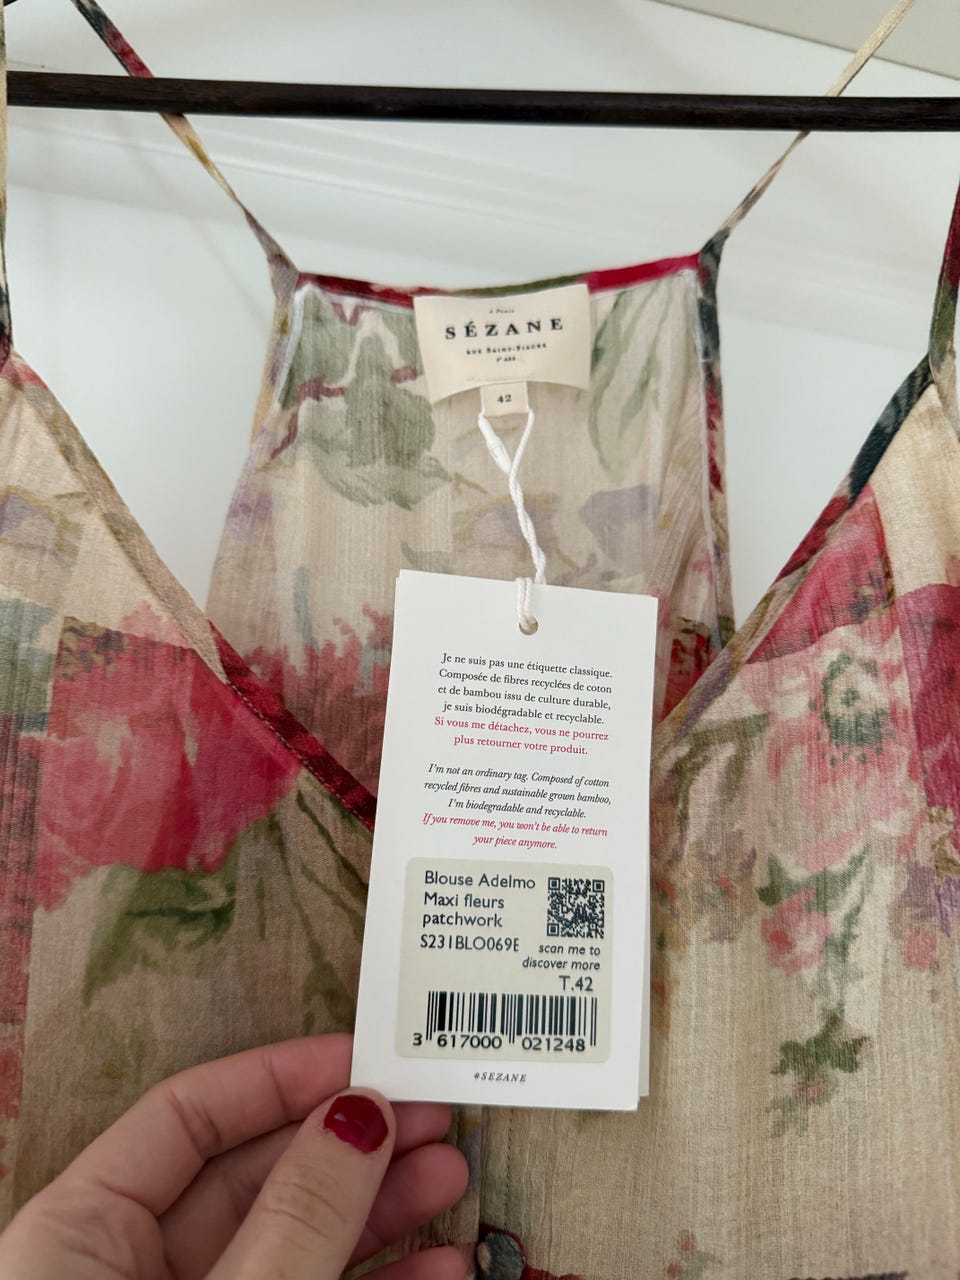 à Paris
SÉZANE
RUE SAINT-FIACRE
42
Je ne suis pas une étiquette classique.
Composée de fibres recyclées de coton
et de bambou issu de culture durable,
je suis biodégradable et recyclable.
Si vous me détachez, vous ne pourrez
plus retourner votre produit.
I'm not an ordinary tag. Composed of cotton
recycled fibres and sustainable grown bamboo,
I'm biodegradable and recyclable.
If you remove me, you won't be able to return
your piece anymore.
Blouse Adelmo
Maxi fleurs
patchwork
S231BLO069E
scan me to
discover more
T.42
3 617000 021248
#SEZANE